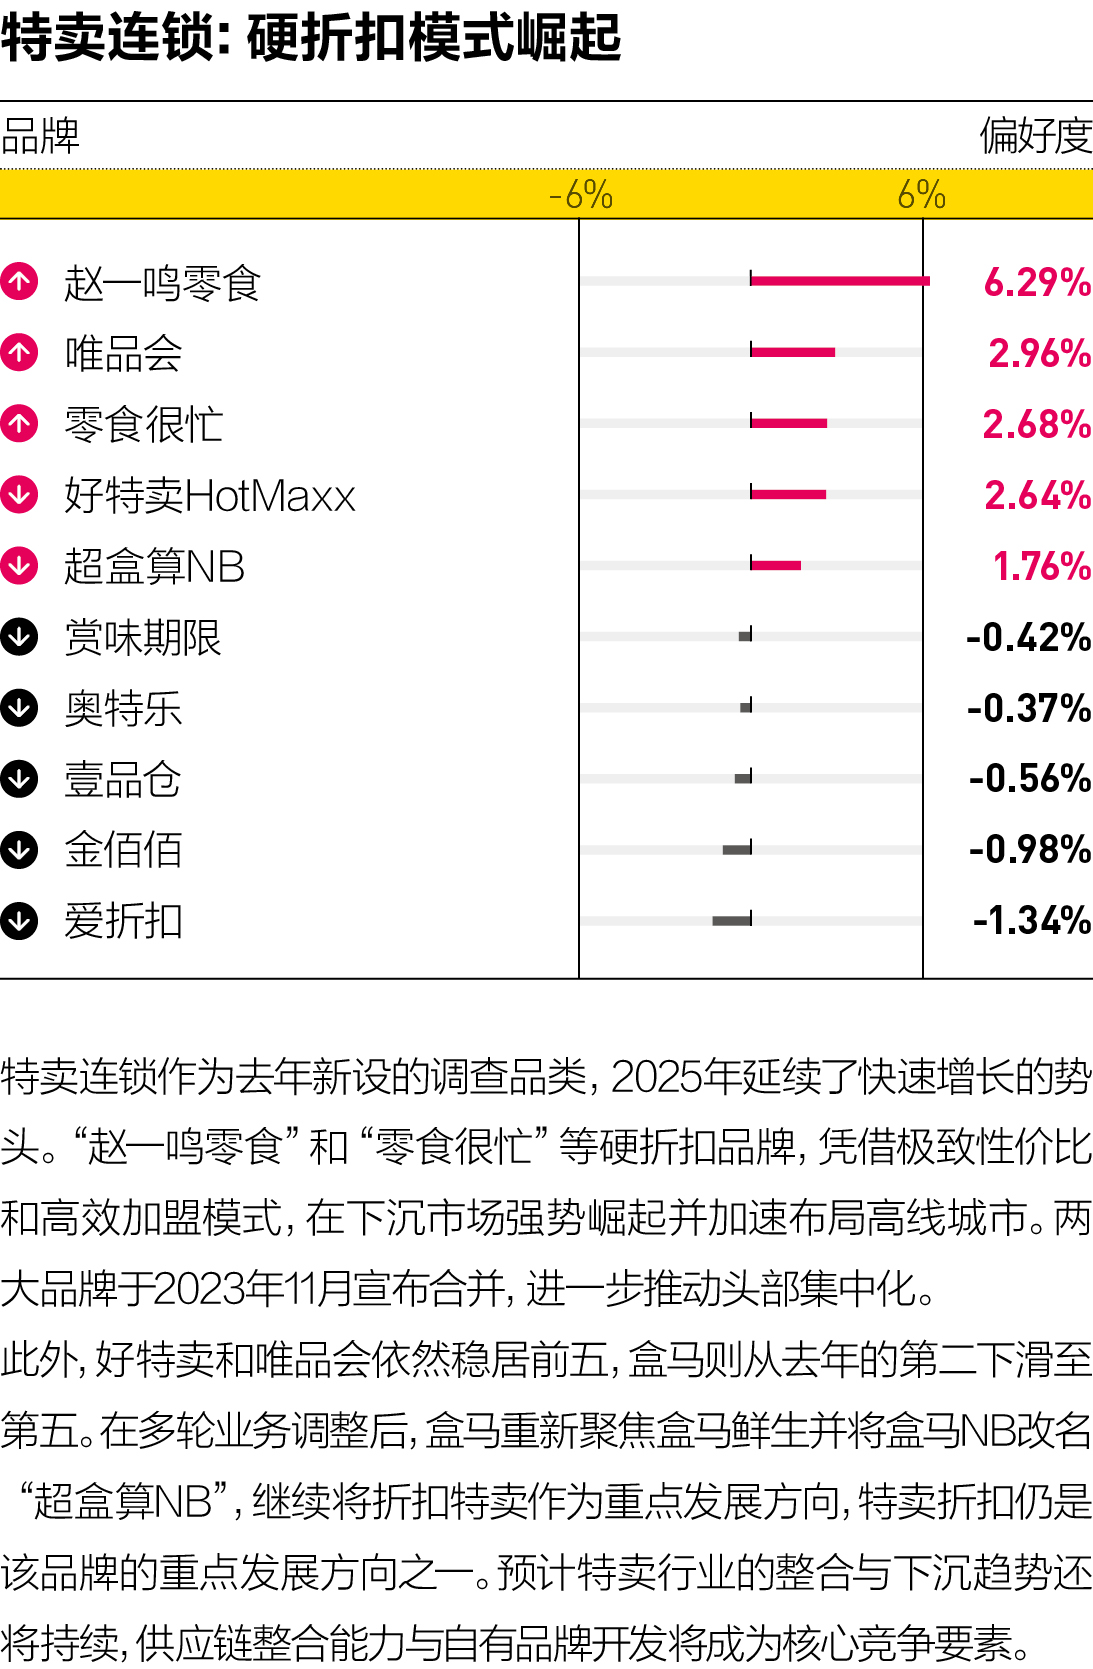 特卖连锁：硬折扣模式崛起
品牌 偏好度
-6% 6%
赵一鸣零食 6.29%
唯品会 2.96%
零食很忙 2.68%
好特卖HotMaxx 2.64%
超盒算NB 1.76%
赏味期限 -0.42%
奥特乐 -0.37%
壹品仓 -0.56%
金佰佰 -0.98%
爱折扣 -1.34%
特卖连锁作为去年新设的调查品类，2025年延续了快速增长的势
头。“赵一鸣零食”和“零食很忙”等硬折扣品牌，凭借极致性价比
和高效加盟模式，在下沉市场强势崛起并加速布局高线城市。两
大品牌于2023年11月宣布合并，进一步推动头部集中化。
此外，好特卖和唯品会依然稳居前五，盒马则从去年的第二下滑至
第五。在多轮业务调整后，盒马重新聚焦盒马鲜生并将盒马NB改名
“超盒算NB”，继续将折扣特卖作为重点发展方向，特卖折扣仍是
该品牌的重点发展方向之一。预计特卖行业的整合与下沉趋势还
将持续，供应链整合能力与自有品牌开发将成为核心竞争要素。